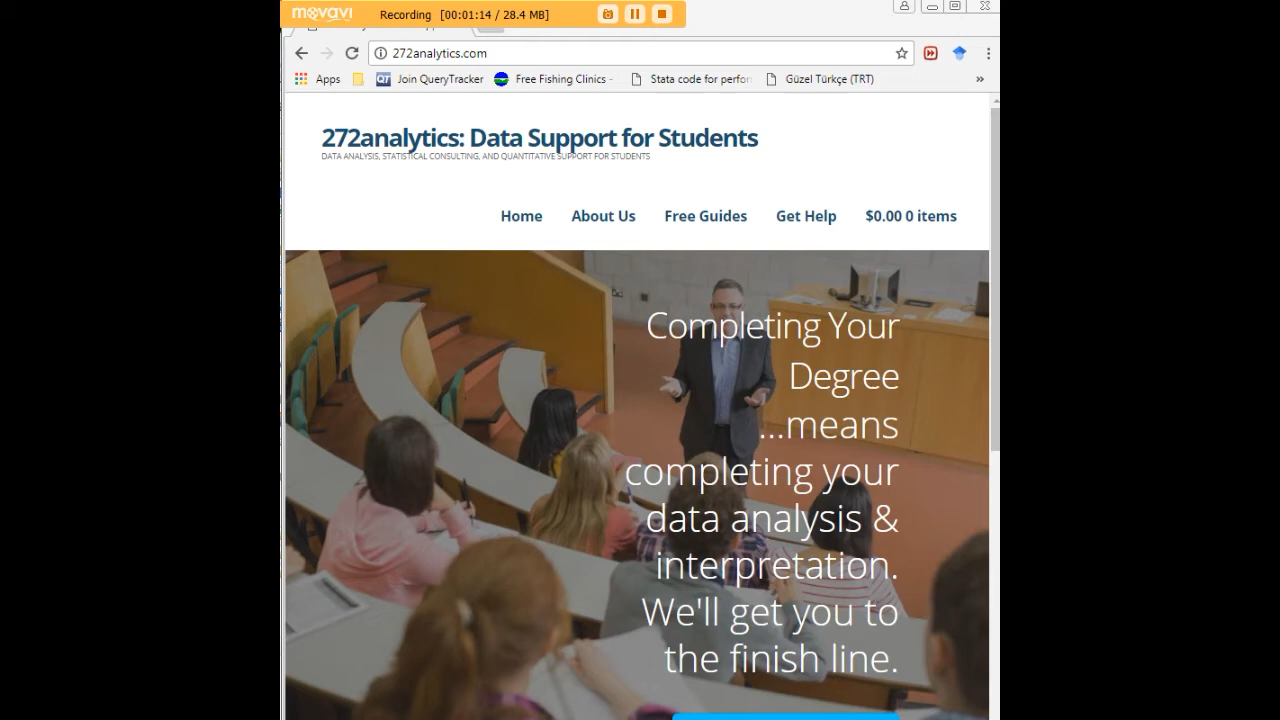 movavi Recording [00:01:14 / 28.4 MB]
272analytics.com
Apps QT Join QueryTracker Free Fishing Clinics - Stata code for perfor Güzel Türkçe (TRT) »
272analytics: Data Support for Students
DATA ANALYSIS, STATISTICAL CONSULTING, AND QUANTITATIVE SUPPORT FOR STUDENTS
Home About Us Free Guides Get Help $0.00 0 items
Completing Your
Degree
...means
completing your
data analysis &
interpretation.
We'll get you to
the finish line.